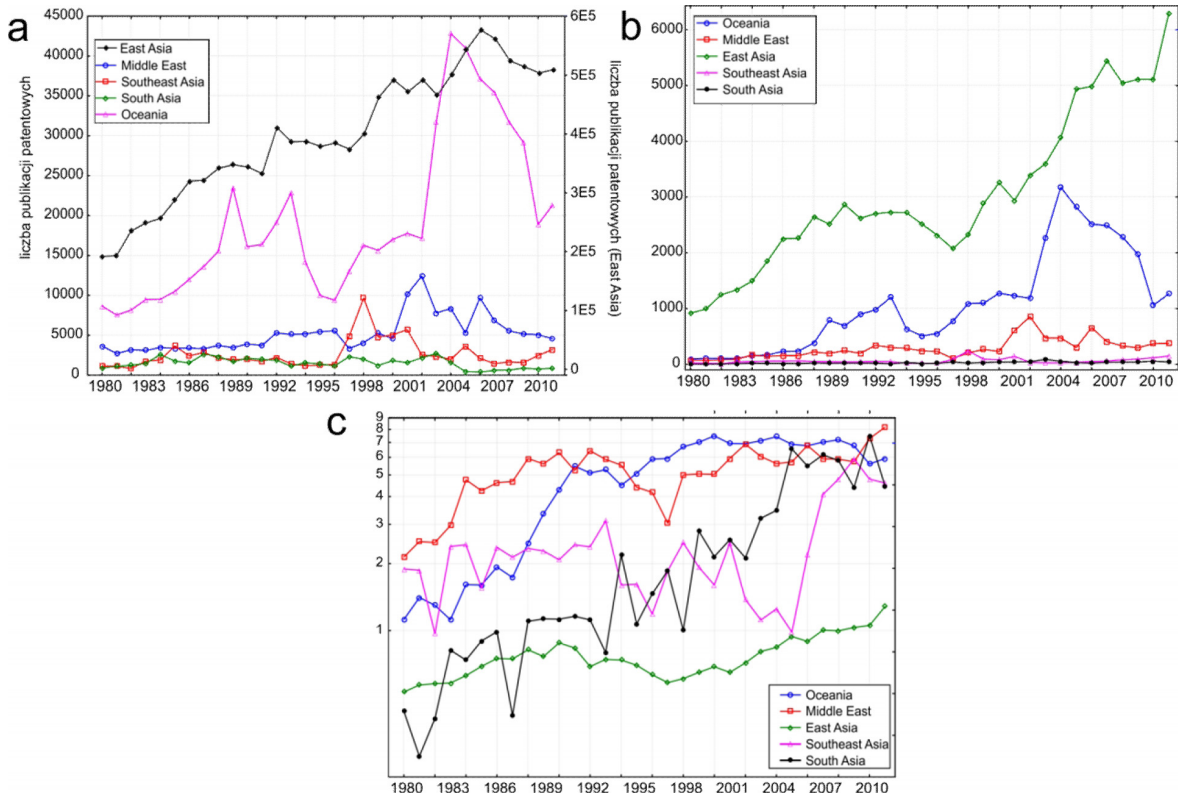 a
liczba publikacji patentowych
45000
40000
35000
30000
25000
20000
15000
10000
5000
0
East Asia
Middle East
Southeast Asia
South Asia
Oceania
6E5
5E5
4E5
3E5
2E5
1E5
0
liczba publikacji patentowych (East Asia)
1980 1983 1986 1989 1992 1995 1998 2001 2004 2007 2010
b
6000
5000
4000
3000
2000
1000
0
Oceania
Middle East
East Asia
Southeast Asia
South Asia
1980 1983 1986 1989 1992 1995 1998 2001 2004 2007 2010
c
9
8
7
6
5
4
3
2
1
Oceania
Middle East
East Asia
Southeast Asia
South Asia
1980 1983 1986 1989 1992 1995 1998 2001 2004 2007 2010